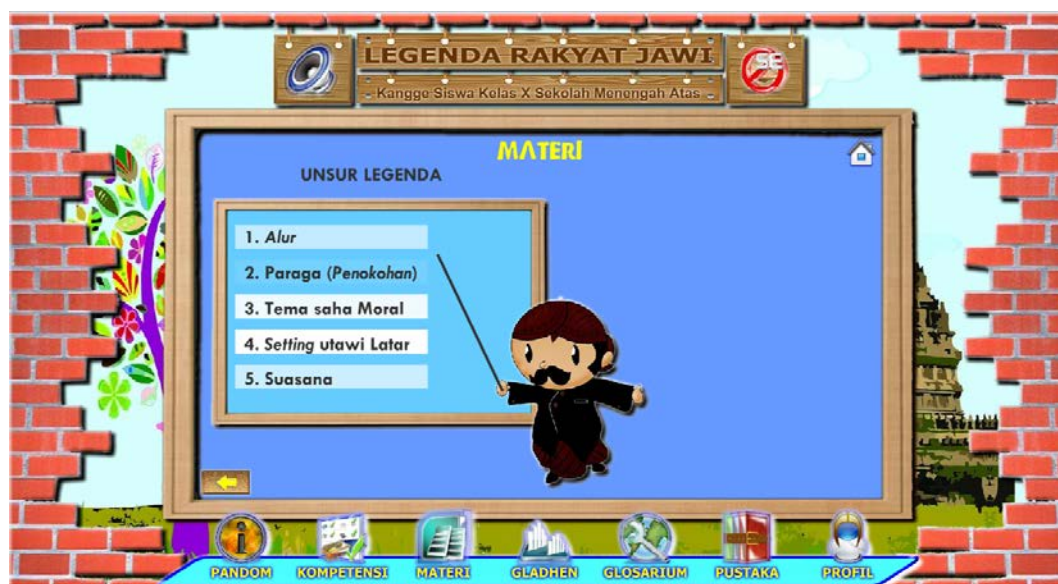 LEGENDA RAKYAT JAWI
Kangge Siswa Kelas X Sekolah Menengah Atas
SE
MATERI
UNSUR LEGENDA
1. Alur
2. Paraga (Penokohan)
3. Tema saha Moral
4. Setting utawi Latar
5. Suasana
PANDOM KOMPETENSI MATERI GLADHEN GLOSARIUM PUSTAKA PROFIL